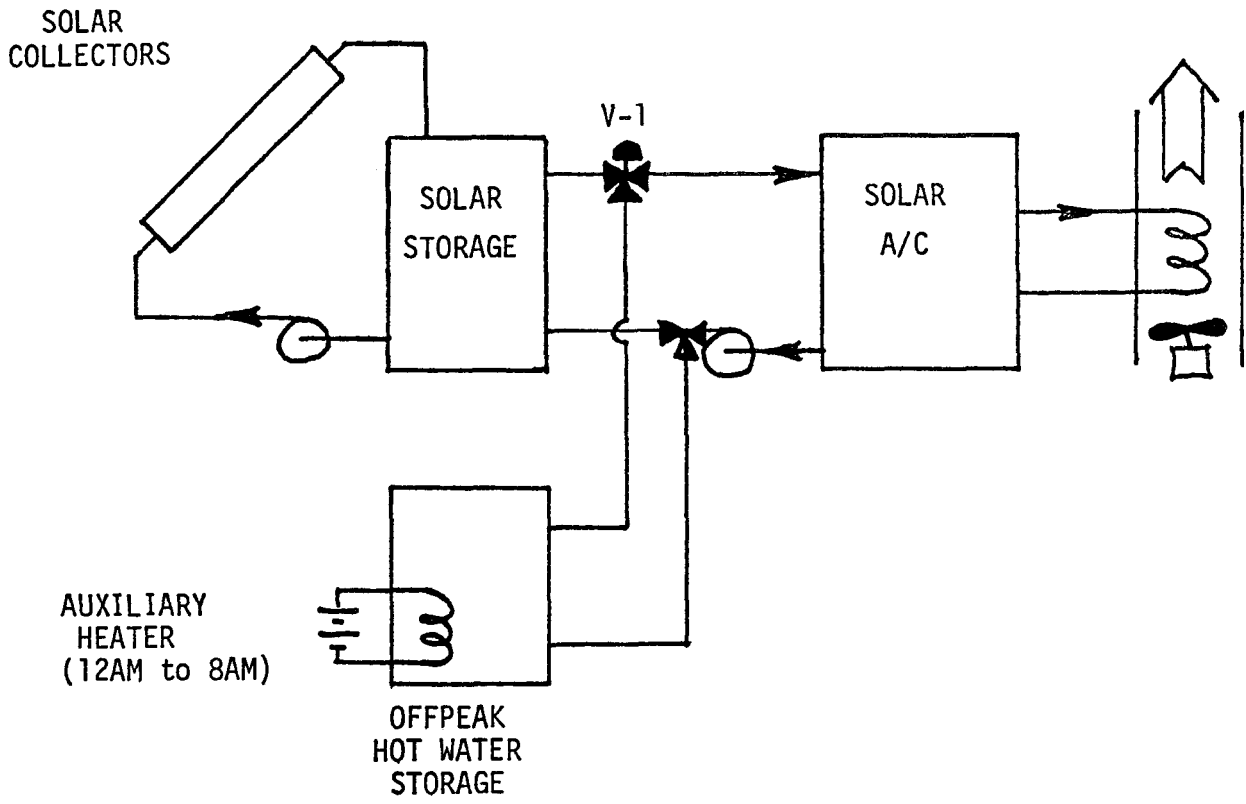 SOLAR
COLLECTORS
V-1
SOLAR
STORAGE
SOLAR
A/C
AUXILIARY
HEATER
(12AM to 8AM)
OFFPEAK
HOT WATER
STORAGE